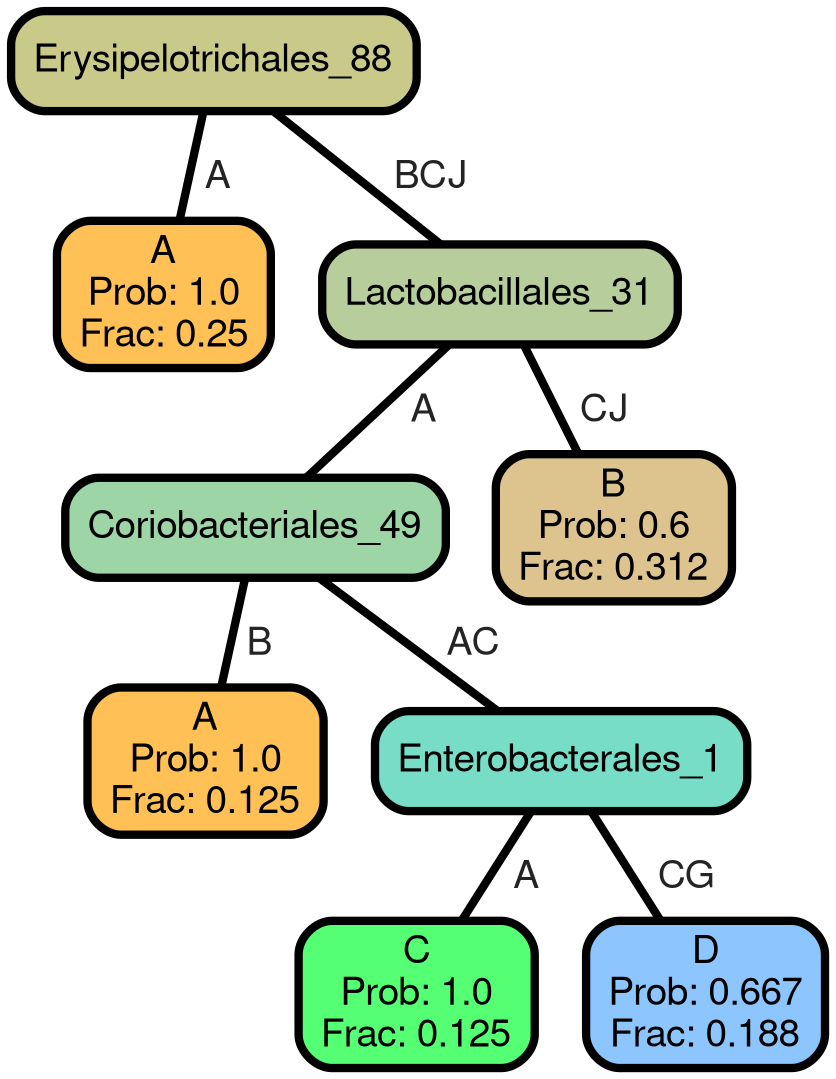 Erysipelotrichales_88
A
BCJ
A
Prob: 1.0
Frac: 0.25
Lactobacillales_31
A
CJ
Coriobacteriales_49
B
Prob: 0.6
Frac: 0.312
B
AC
A
Prob: 1.0
Frac: 0.125
Enterobacterales_1
A
CG
C
Prob: 1.0
Frac: 0.125
D
Prob: 0.667
Frac: 0.188